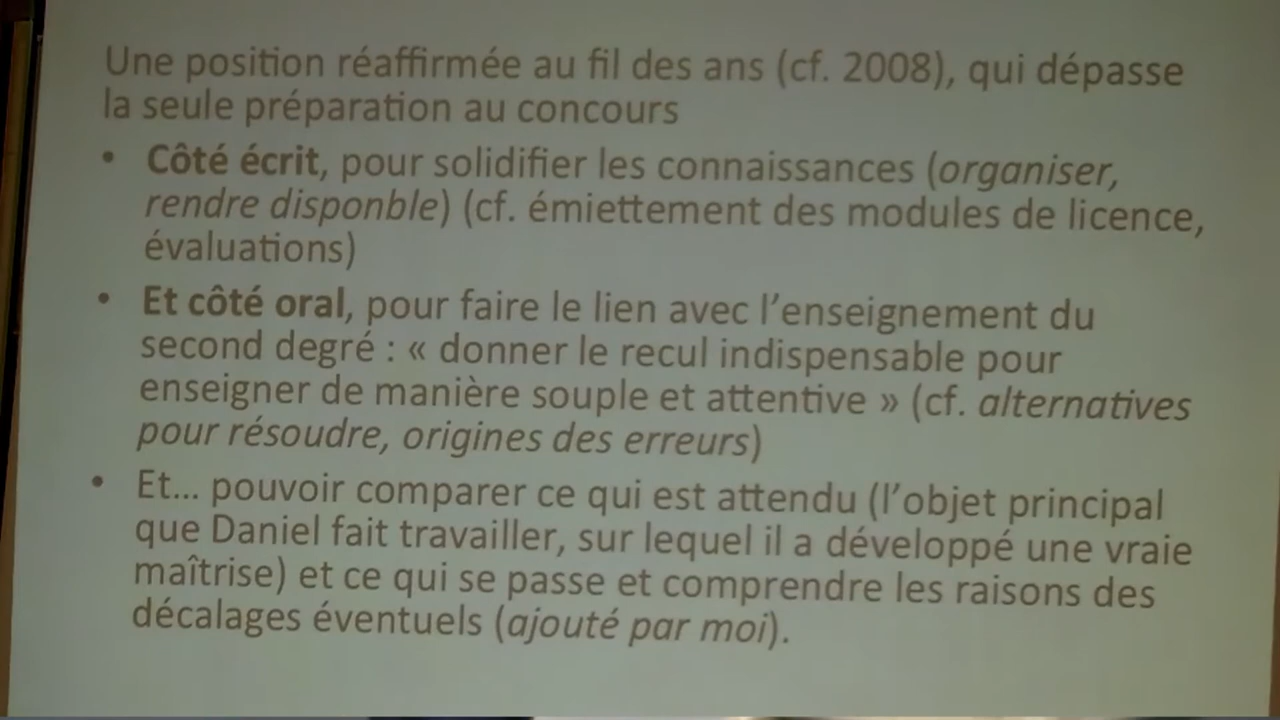 Une position réaffirmée au fil des ans (cf. 2008), qui dépasse
la seule préparation au concours
• Côté écrit, pour solidifier les connaissances (organiser,
rendre disponble) (cf. émiettement des modules de licence,
évaluations)
• Et côté oral, pour faire le lien avec l’enseignement du
second degré : « donner le recul indispensable pour
enseigner de manière souple et attentive » (cf. alternatives
pour résoudre, origines des erreurs)
• Et... pouvoir comparer ce qui est attendu (l’objet principal
que Daniel fait travailler, sur lequel il a développé une vraie
maîtrise) et ce qui se passe et comprendre les raisons des
décalages éventuels (ajouté par moi).